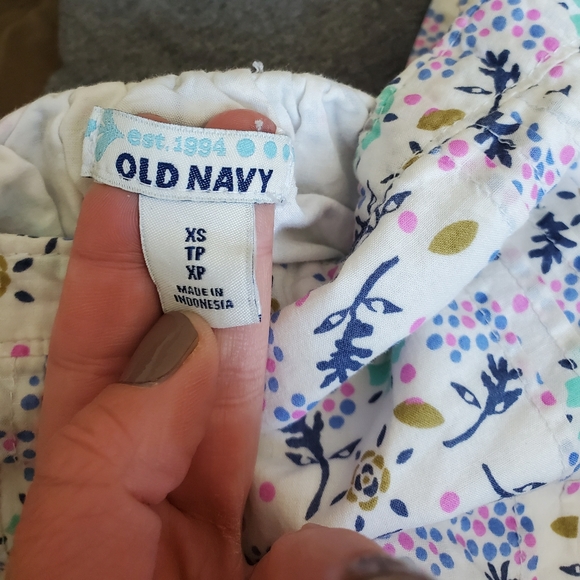 est. 1994
OLD NAVY
XS
TP
XP
MADE IN
INDONESIA